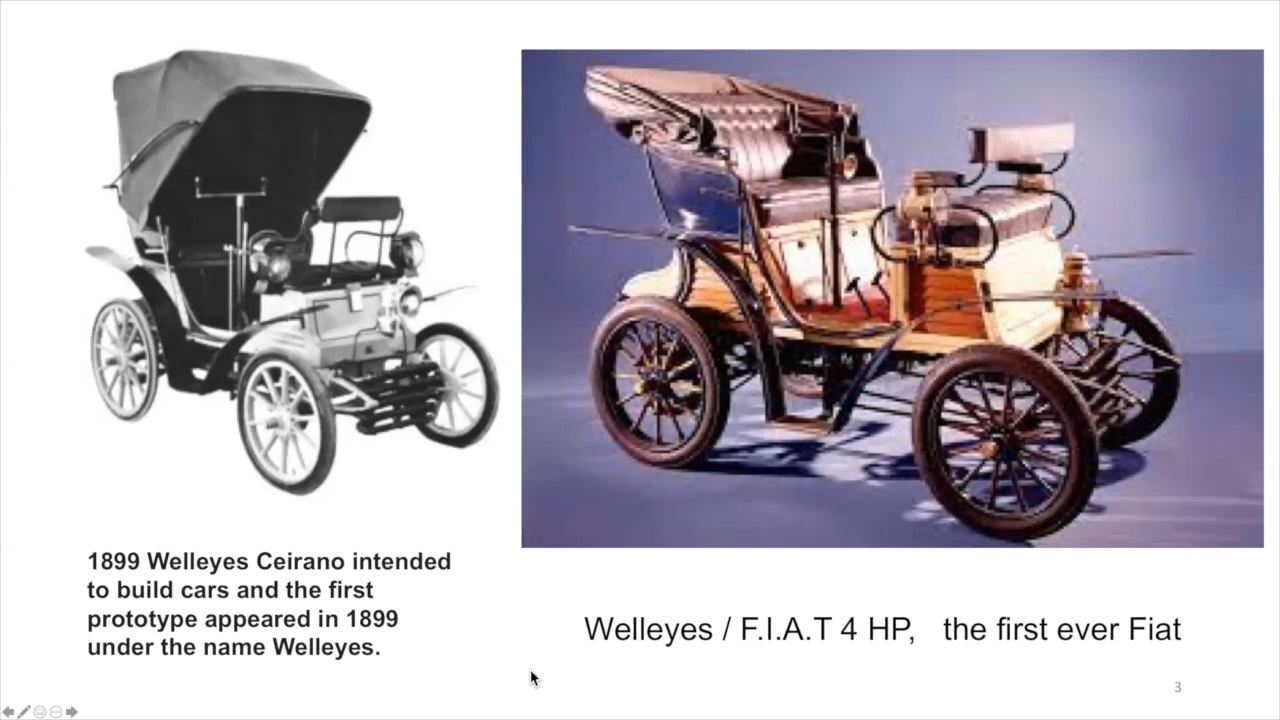 1899 Welleyes Ceirano intended
to build cars and the first
prototype appeared in 1899
under the name Welleyes.
Welleyes / F.I.A.T 4 HP, the first ever Fiat
3